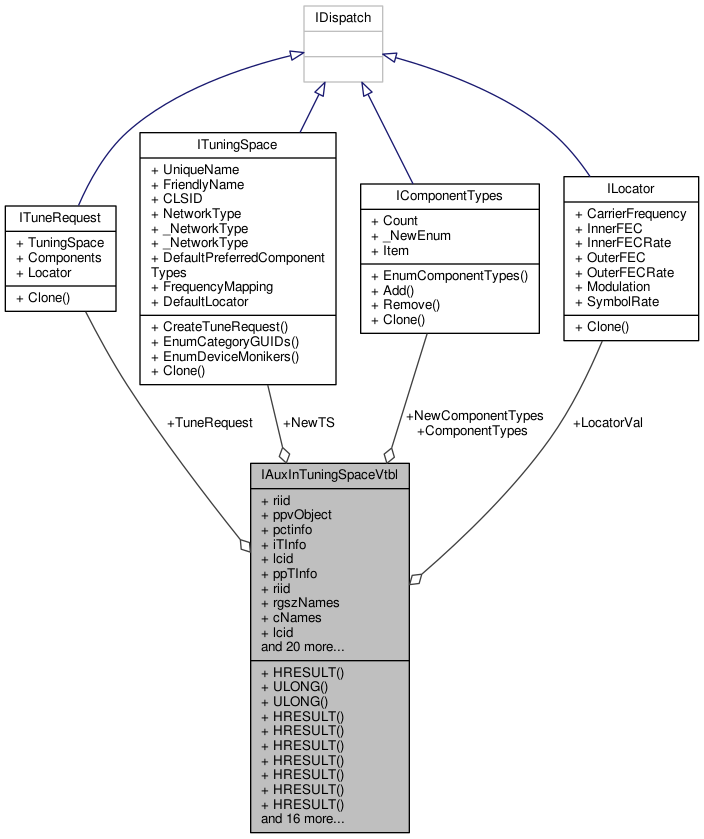 IDispatch
ITuningSpace
+ UniqueName
+ FriendlyName
+ CLSID
+ NetworkType
+ _NetworkType
+ _NetworkType
+ DefaultPreferredComponent
Types
+ FrequencyMapping
+ DefaultLocator
+ CreateTuneRequest()
+ EnumCategoryGUIDs()
+ EnumDeviceMonikers()
+ Clone()
ITuneRequest
+ TuningSpace
+ Components
+ Locator
+ Clone()
IComponentTypes
+ Count
+ _NewEnum
+ Item
+ EnumComponentTypes()
+ Add()
+ Remove()
+ Clone()
ILocator
+ CarrierFrequency
+ InnerFEC
+ InnerFECRate
+ OuterFEC
+ OuterFECRate
+ Modulation
+ SymbolRate
+ Clone()
+TuneRequest
+NewTS
+NewComponentTypes
+ComponentTypes
+LocatorVal
IAuxInTuningSpaceVtbl
+ riid
+ ppvObject
+ pctinfo
+ iTInfo
+ lcid
+ ppTInfo
+ riid
+ rgszNames
+ cNames
+ lcid
and 20 more...
+ HRESULT()
+ ULONG()
+ ULONG()
+ HRESULT()
+ HRESULT()
+ HRESULT()
+ HRESULT()
+ HRESULT()
+ HRESULT()
+ HRESULT()
and 16 more...